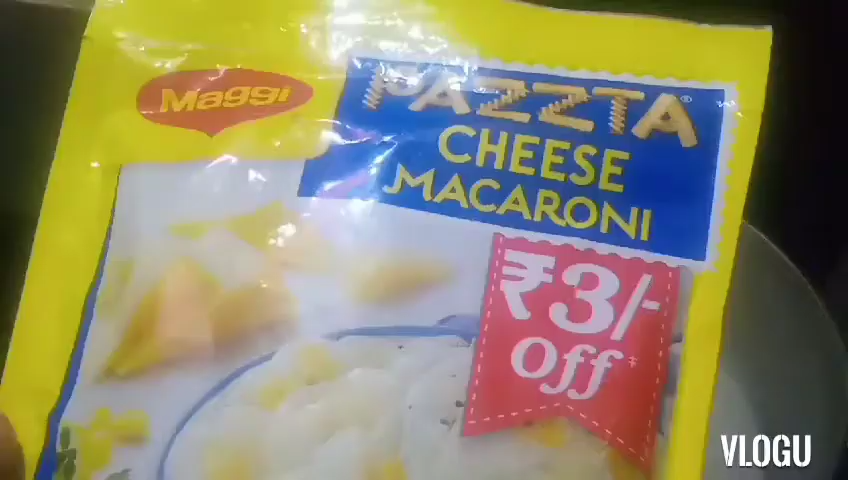 Maggi
PAZZTA®
CHEESE
MACARONI
₹3/-
Off‡
VLOGU